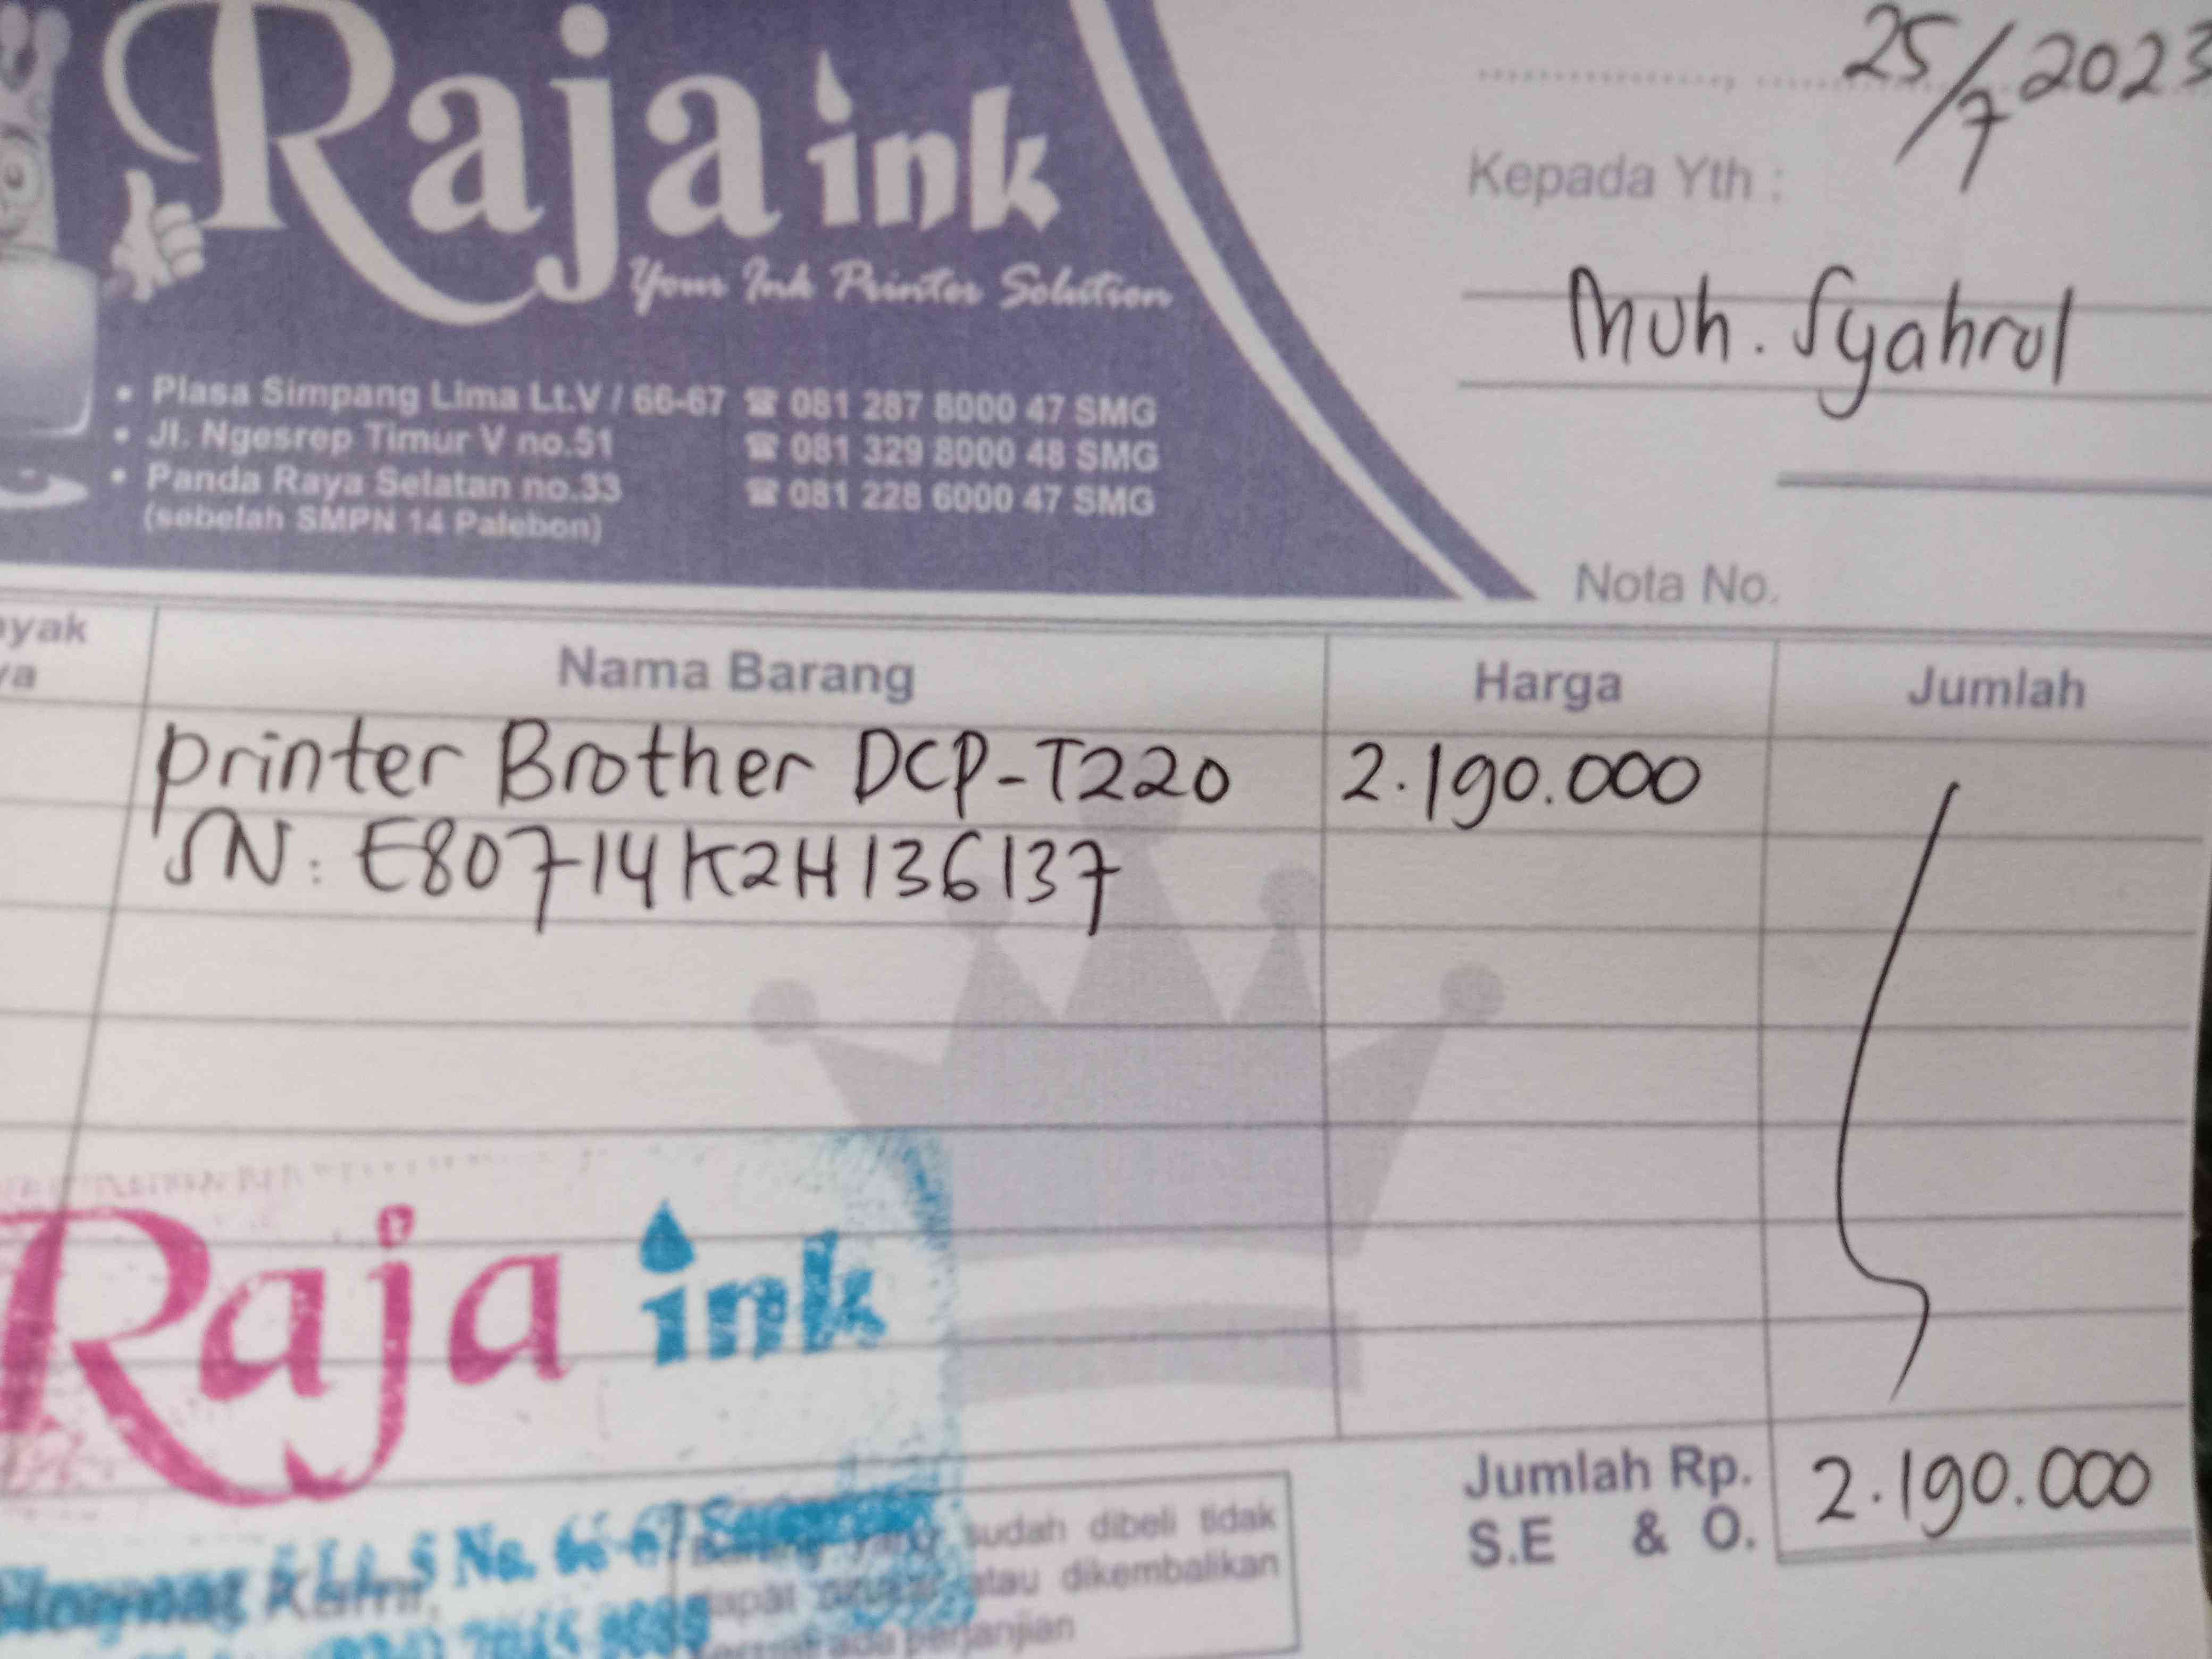 Raja ink
Your Ink Printer Solution
• Plasa Simpang Lima Lt.V / 66-67 ☎ 081 287 8000 47 SMG
• Jl. Ngesrep Timur V no.51 ☎ 081 329 8000 48 SMG
• Panda Raya Selatan no.33 ☎ 081 228 6000 47 SMG
(sebelah SMPN 14 Palebon)
25/7 2023
Kepada Yth :
Muh. Syahrul
Nota No.
Nama Barang Harga Jumlah
Printer Brother DCP-T220 2.190.000
SN: E80714K2H136137
Raja ink
5 No. 66-67
sudah dibeli tidak
atau dikembalikan
perjanjian
Jumlah Rp. 2.190.000
S.E & O.